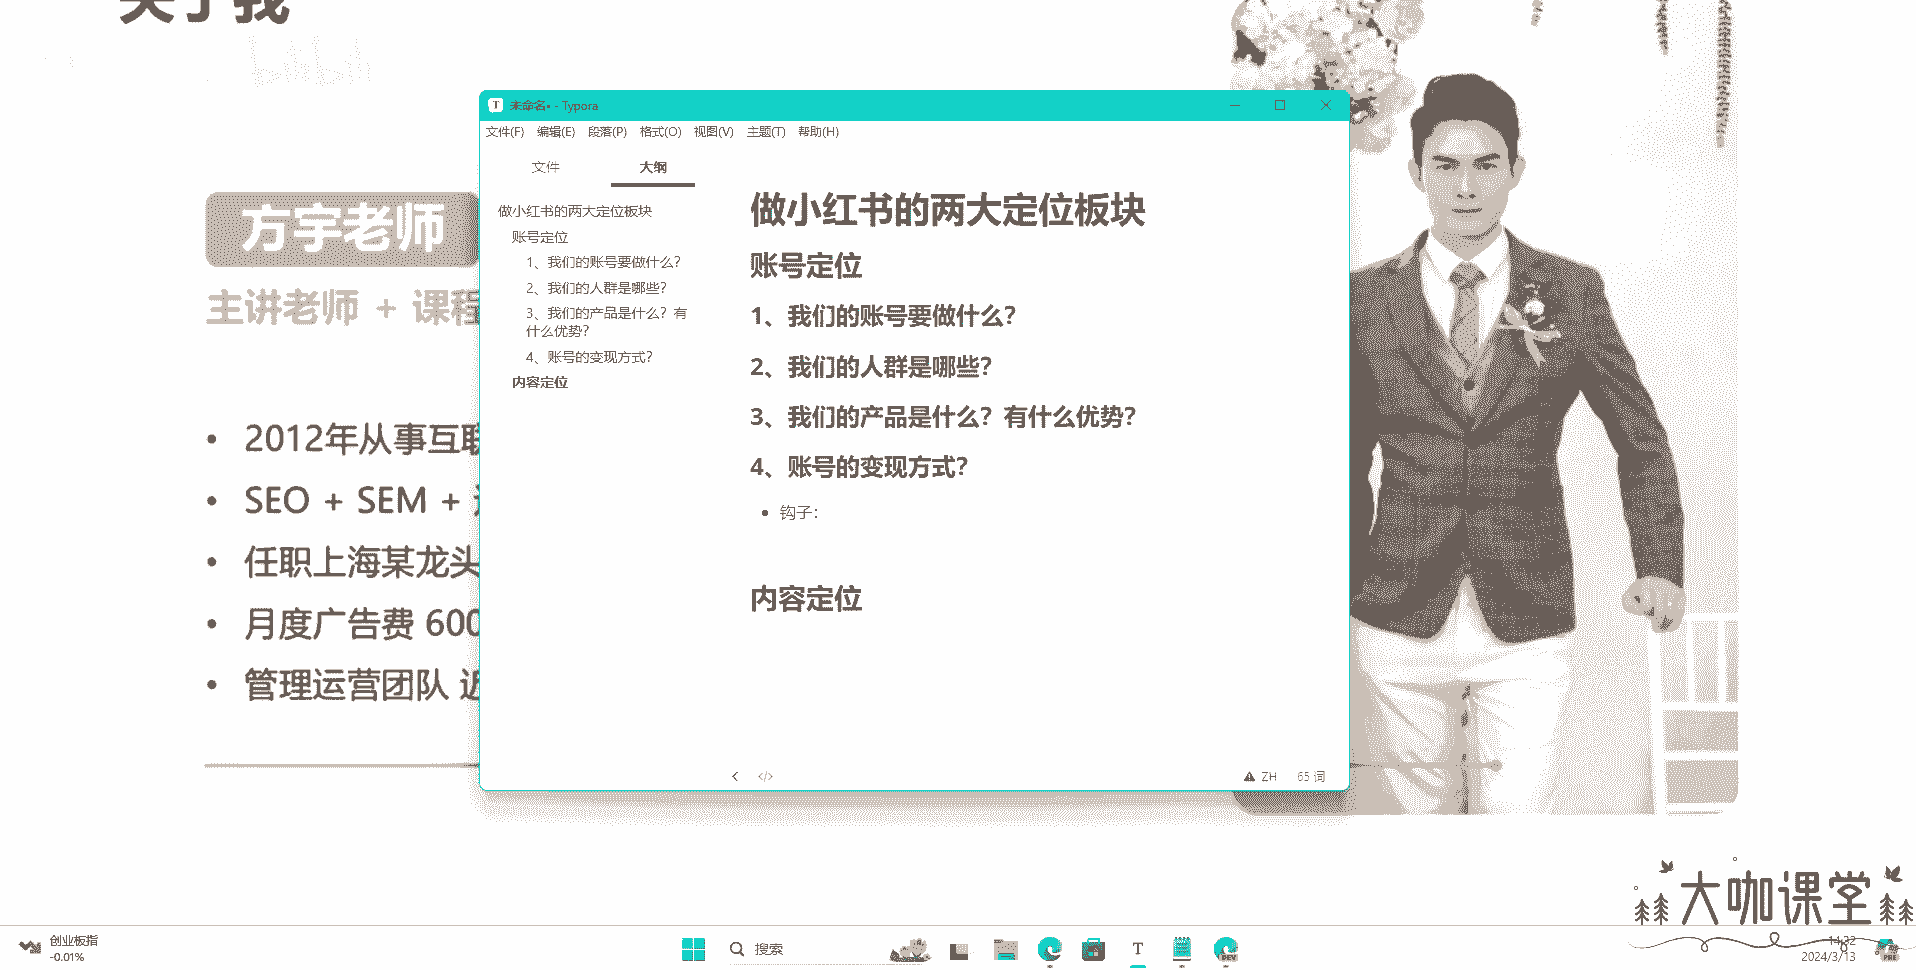 关于我
bilibili
方宇老师
主讲老师 + 课程
2012年从事互联
SEO + SEM +
任职上海某龙头
月度广告费 600
管理运营团队 近
未命名• - Typora
文件(F) 编辑(E) 段落(P) 格式(O) 视图(V) 主题(T) 帮助(H)
文件 大纲
做小红书的两大定位板块
账号定位
1、我们的账号要做什么?
2、我们的人群是哪些?
3、我们的产品是什么? 有
什么优势?
4、账号的变现方式?
内容定位
做小红书的两大定位板块
账号定位
1、我们的账号要做什么?
2、我们的人群是哪些?
3、我们的产品是什么? 有什么优势?
4、账号的变现方式?
钩子:
内容定位
ZH 65 词
大咖课堂
创业板指
-0.01%
搜索
T
DEV
14:32
2024/3/13
PRE